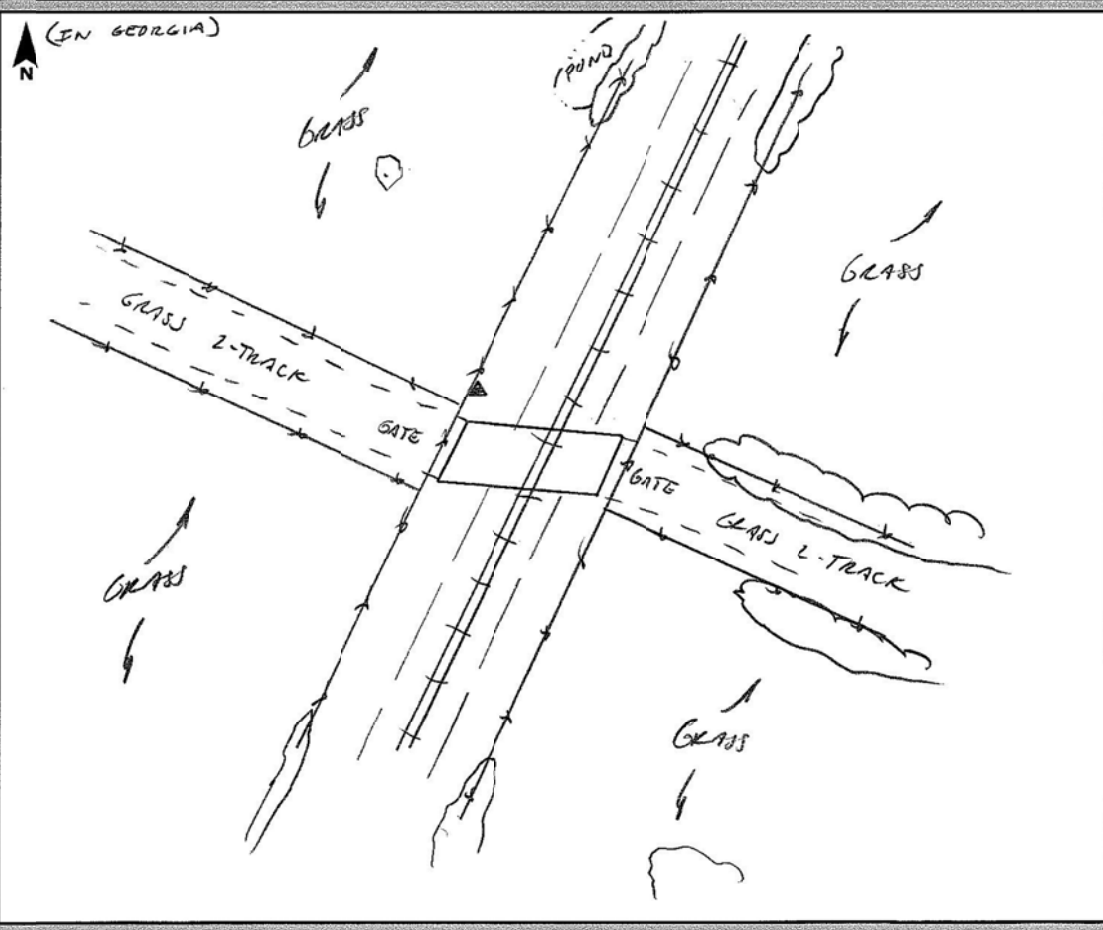 (IN GEORGIA)
N
(POND)
GRASS
GRASS
GRASS 2-TRACK
GATE
GATE
GRASS 2-TRACK
GRASS
GRASS